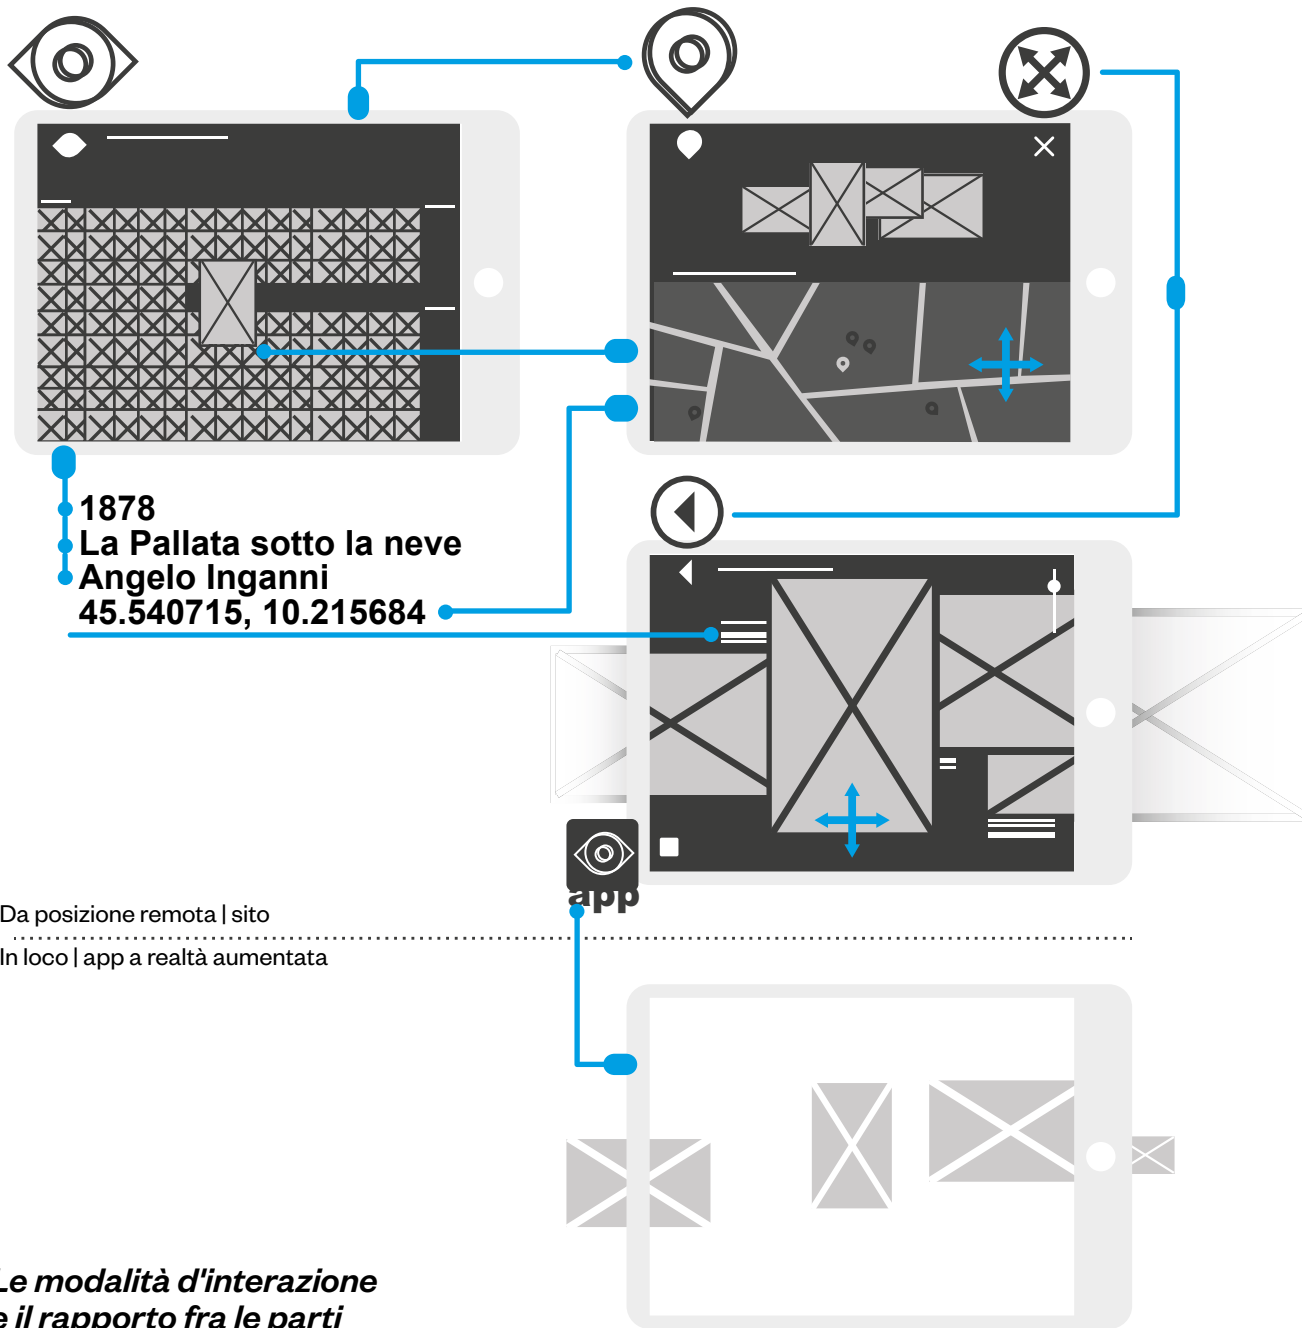 1878
La Pallata sotto la neve
Angelo Inganni
45.540715, 10.215684
app
Da posizione remota | sito
In loco | app a realtà aumentata
Le modalità d'interazione
e il rapporto fra le parti